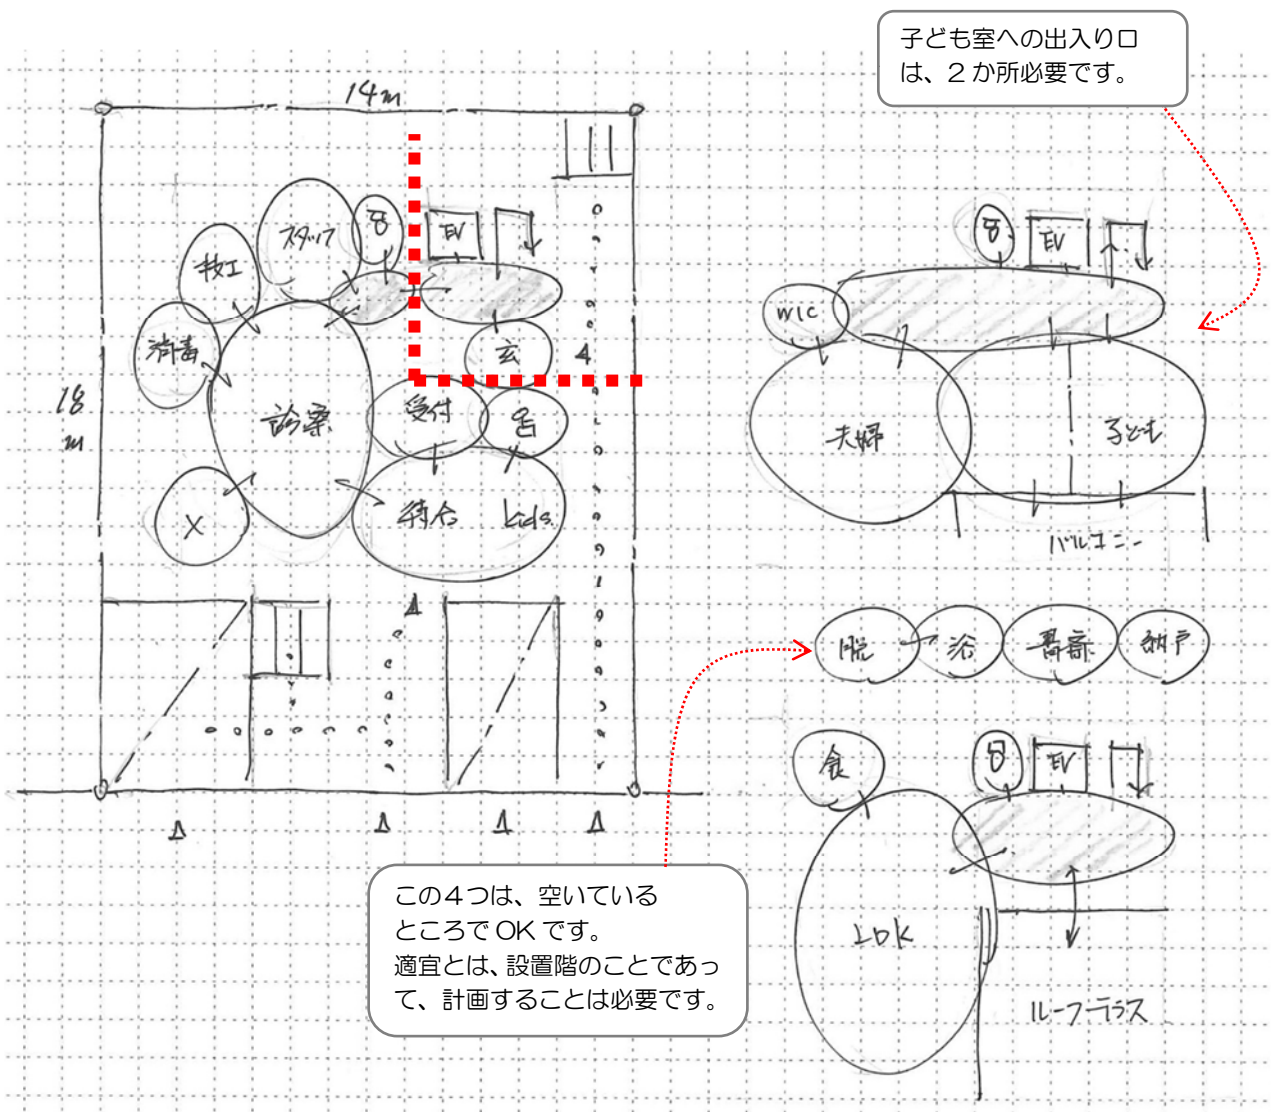 子ども室への出入り口
は、２か所必要です。
14m
スタッフ
EV
技工
消毒
玄
18
m
診察
受付
待合
kids
X
EV
WIC
夫婦
子ども
バルコニー
脱
浴
書斎
納戸
食
EV
LDK
ルーフテラス
この４つは、空いている
ところで OK です。
適宜とは、設置階のことであっ
て、計画することは必要です。